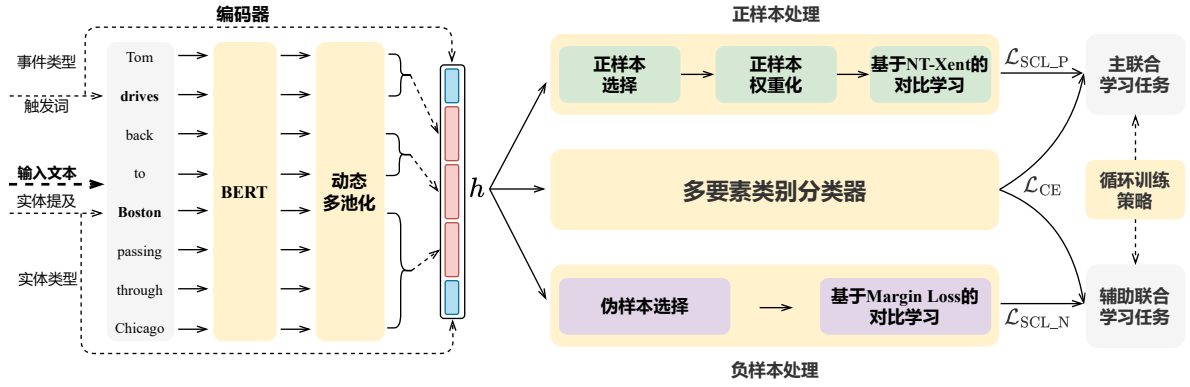 编码器
事件类型
触发词
输入文本
实体提及
实体类型
Tom
drives
back
to
Boston
passing
through
Chicago
BERT
动态
多池化
h
正样本处理
正样本
选择
正样本
权重化
基于NT-Xent的
对比学习
L_SCL_P
多要素类别分类器
L_CE
伪样本选择
基于Margin Loss的
对比学习
L_SCL_N
负样本处理
主联合
学习任务
循环训练
策略
辅助联合
学习任务